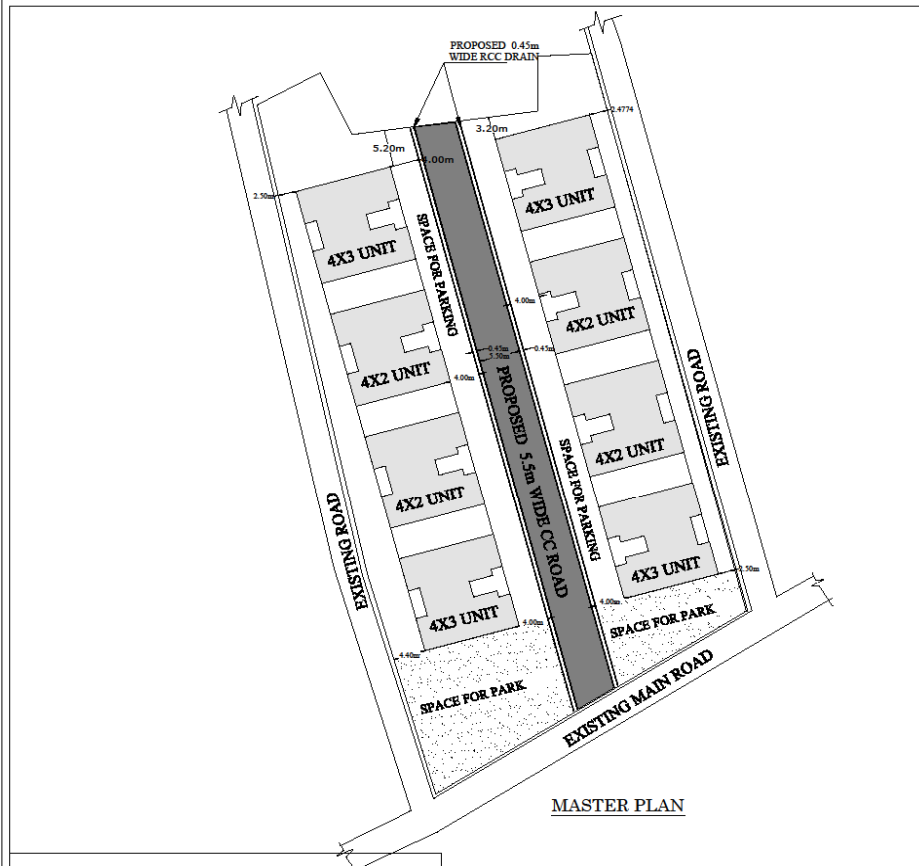 PROPOSED 0.45m
WIDE RCC DRAIN
2.4774
3.20m
5.20m
4.00m
2.50m
4X3 UNIT
4X3 UNIT
SPACE FOR PARKING
4.00m
4X2 UNIT
4X2 UNIT
0.45m
0.45m
5.50m
4.00m
PROPOSED 5.5m WIDE CC ROAD
EXISTING ROAD
4X2 UNIT
4X2 UNIT
SPACE FOR PARKING
EXISTING ROAD
4X3 UNIT
2.50m
4X3 UNIT
4.00m
4.00m
SPACE FOR PARK
4.40m
SPACE FOR PARK
EXISTING MAIN ROAD
MASTER PLAN